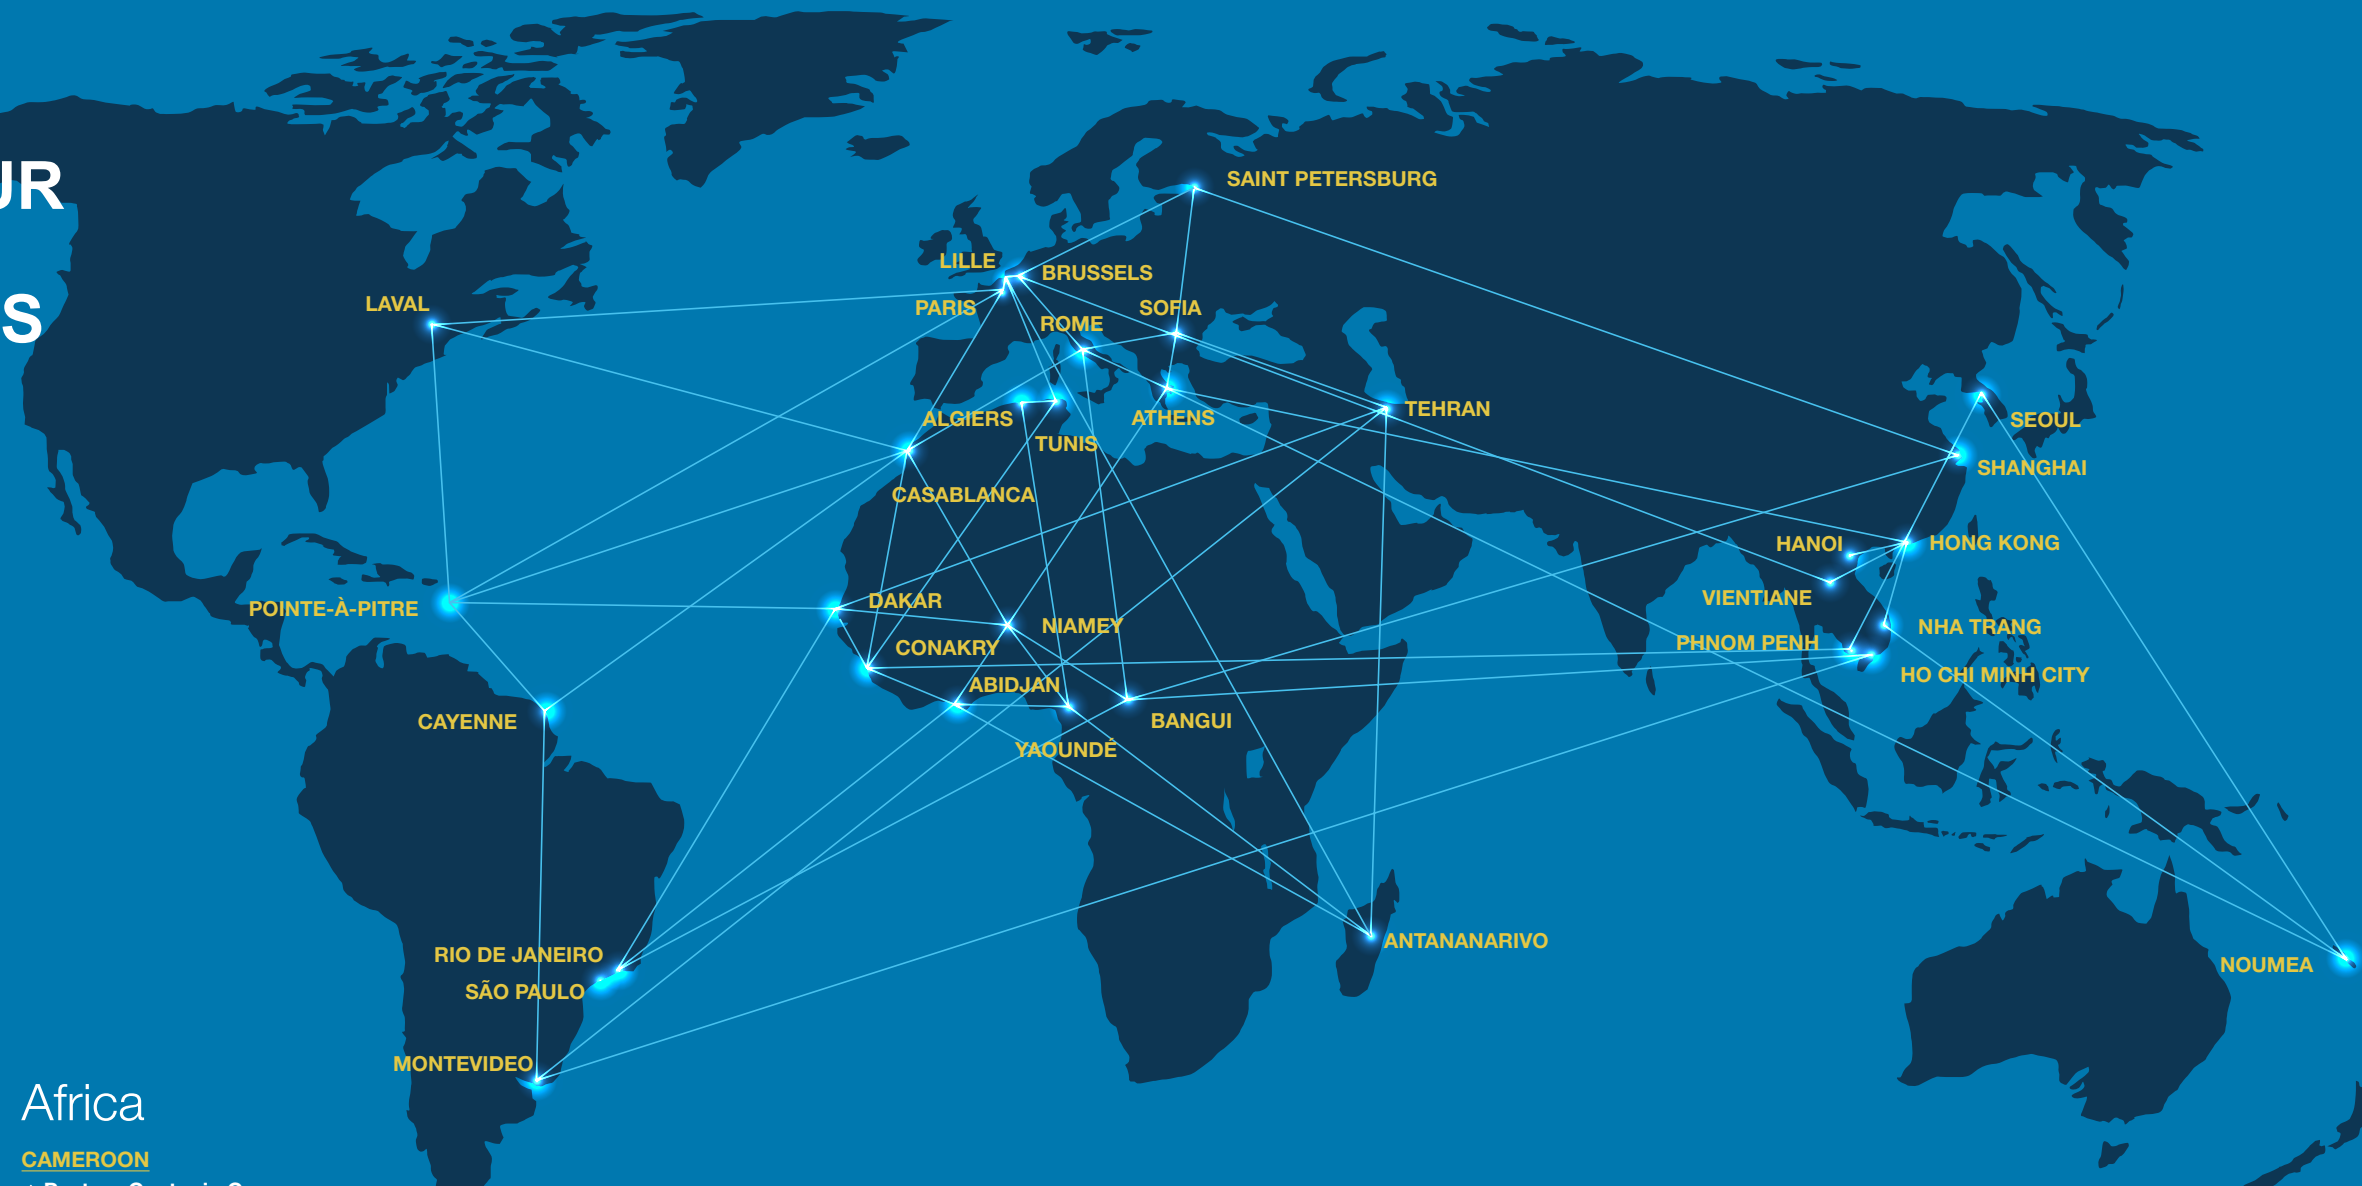 UR
S
SAINT PETERSBURG
LILLE
BRUSSELS
LAVAL
PARIS
SOFIA
ROME
ALGIERS
ATHENS
TEHRAN
SEOUL
TUNIS
SHANGHAI
CASABLANCA
HANOI
HONG KONG
VIENTIANE
POINTE-À-PITRE
DAKAR
NIAMEY
NHA TRANG
CONAKRY
PHNOM PENH
ABIDJAN
HO CHI MINH CITY
CAYENNE
BANGUI
YAOUNDÉ
RIO DE JANEIRO
ANTANANARIVO
NOUMEA
SÃO PAULO
MONTEVIDEO
Africa
CAMEROON